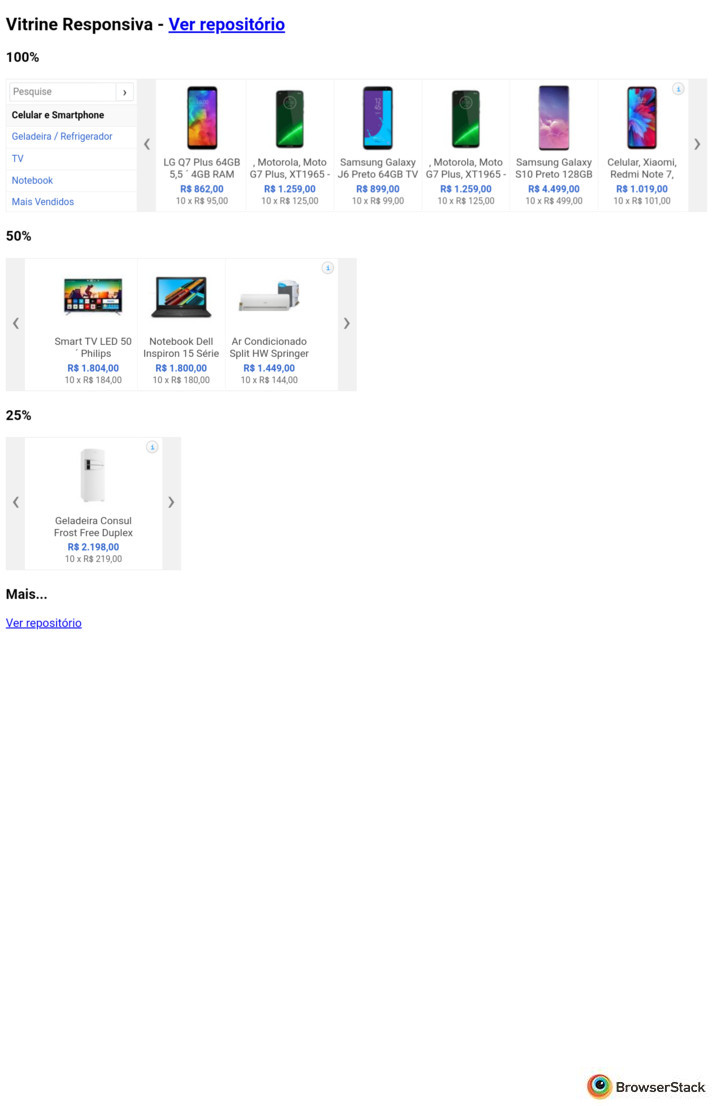 Vitrine Responsiva - Ver repositório
100%
Pesquise
Celular e Smartphone
Geladeira / Refrigerador
TV
Notebook
Mais Vendidos
LG Q7 Plus 64GB
5,5 ´ 4GB RAM
R$ 862,00
10 x R$ 95,00
, Motorola, Moto
G7 Plus, XT1965 -
R$ 1.259,00
10 x R$ 125,00
Samsung Galaxy
J6 Preto 64GB TV
R$ 899,00
10 x R$ 99,00
, Motorola, Moto
G7 Plus, XT1965 -
R$ 1.259,00
10 x R$ 125,00
Samsung Galaxy
S10 Preto 128GB
R$ 4.499,00
10 x R$ 499,00
i
Celular, Xiaomi,
Redmi Note 7,
R$ 1.019,00
10 x R$ 101,00
50%
Smart TV LED 50
´ Philips
R$ 1.804,00
10 x R$ 184,00
Notebook Dell
Inspiron 15 Série
R$ 1.800,00
10 x R$ 180,00
i
Ar Condicionado
Split HW Springer
R$ 1.449,00
10 x R$ 144,00
25%
i
Geladeira Consul
Frost Free Duplex
R$ 2.198,00
10 x R$ 219,00
Mais...
Ver repositório
BrowserStack